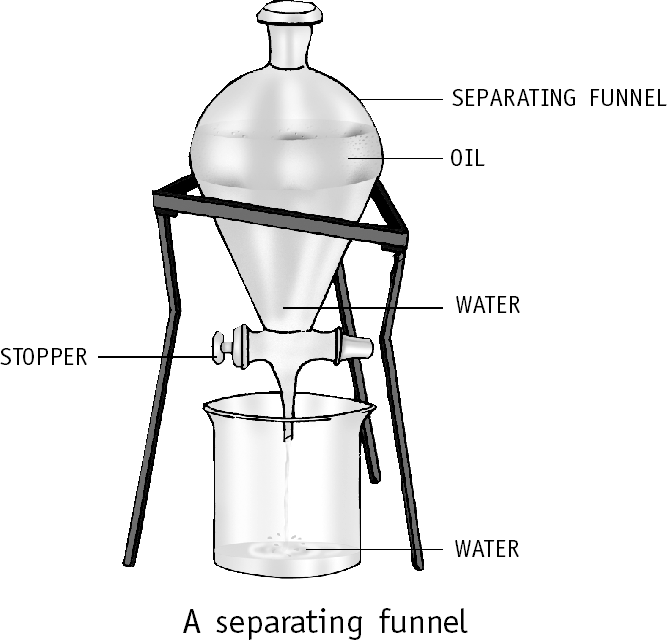 SEPARATING FUNNEL
OIL
WATER
STOPPER
WATER
A separating funnel